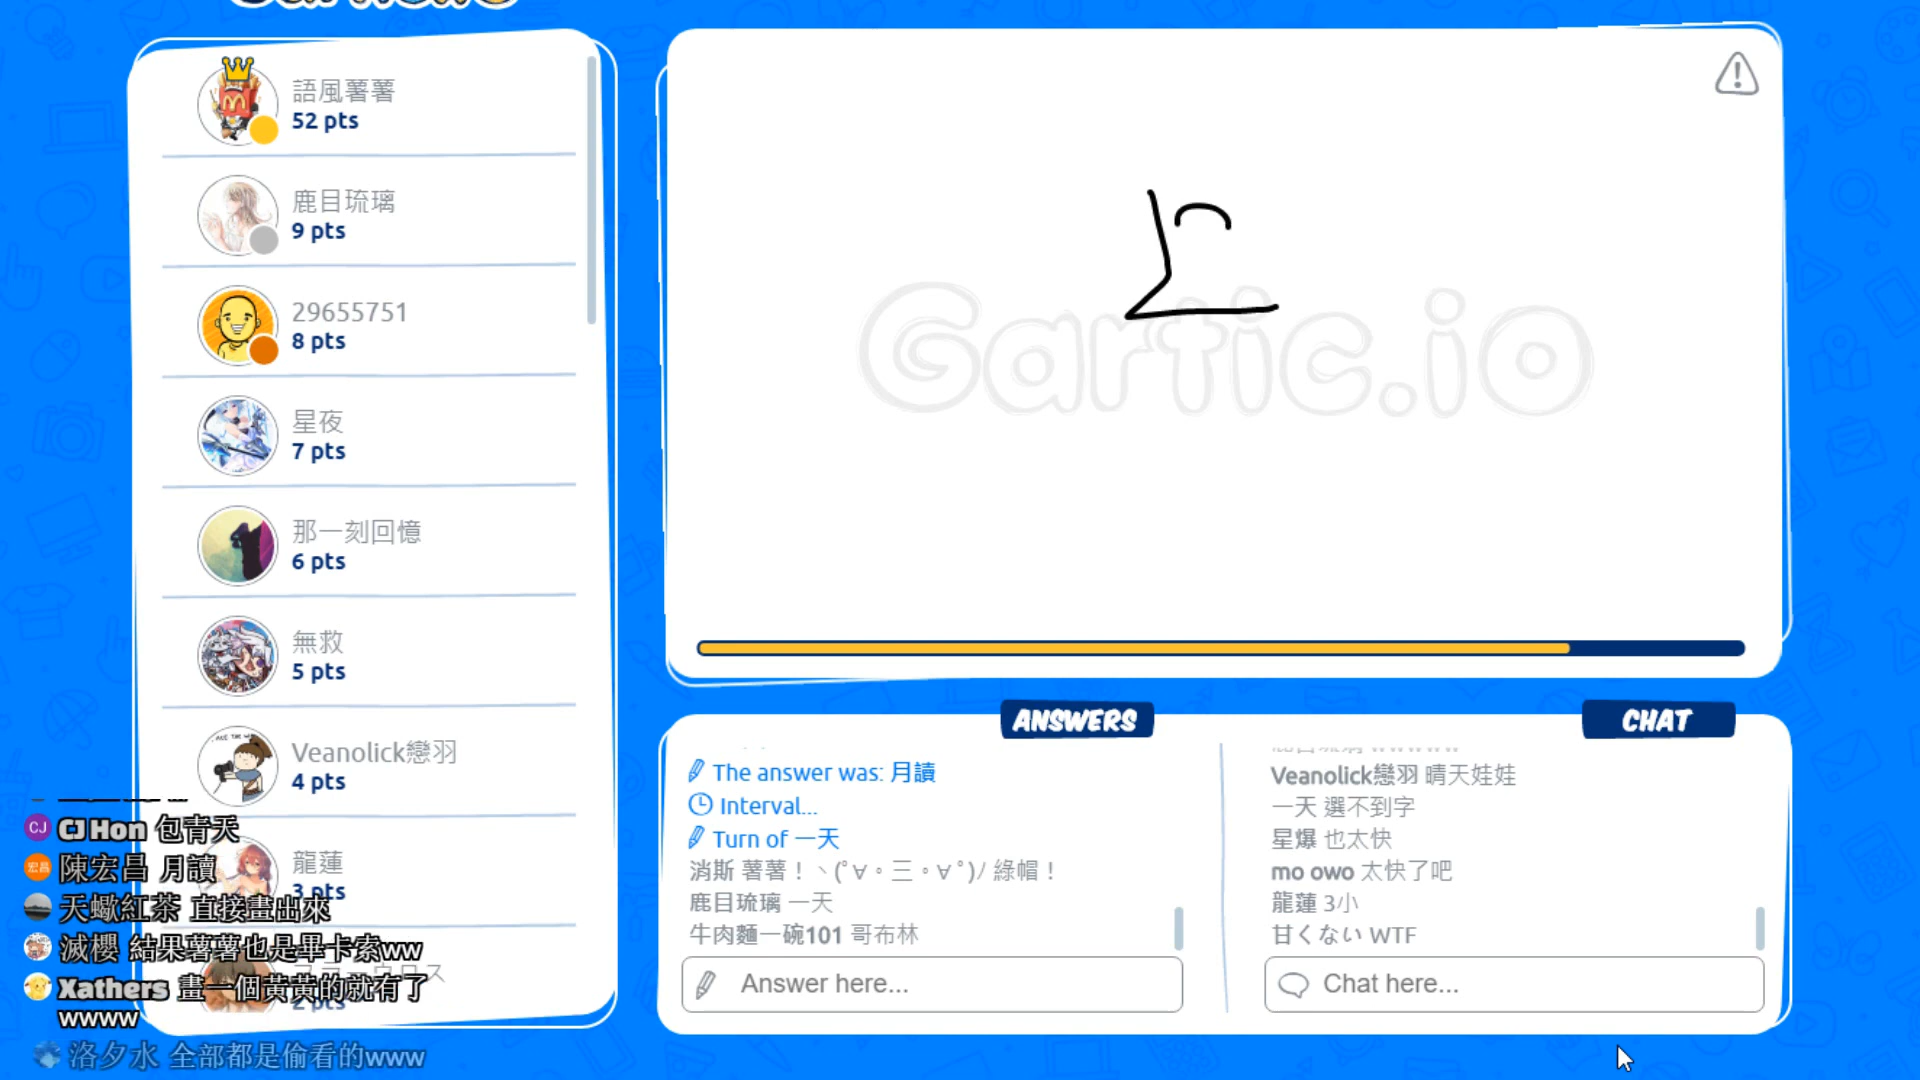 語風薯薯
52 pts
鹿目琉璃
9 pts
29655751
8 pts
星夜
7 pts
那一刻回憶
6 pts
無救
5 pts
Veanolick戀羽
4 pts
龍蓮
3 pts
2 pts
CJ Hon 包青天
陳宏昌 月讀
天蠍紅茶 直接畫出來
滅櫻 結果薯薯也是畢卡索ww
Xathers 畫一個黃黃的就有了
wwww
洛夕水 全部都是偷看的www
Gartic.io
ANSWERS
The answer was: 月讀
Interval...
Turn of 一天
消斯 薯薯！ヽ(ﾟ∀。三。∀ﾟ)/ 綠帽！
鹿目琉璃 一天
牛肉麵一碗101 哥布林
Answer here...
CHAT
Veanolick戀羽 晴天娃娃
一天 選不到字
星爆 也太快
mo owo 太快了吧
龍蓮 3小
甘くない WTF
Chat here...